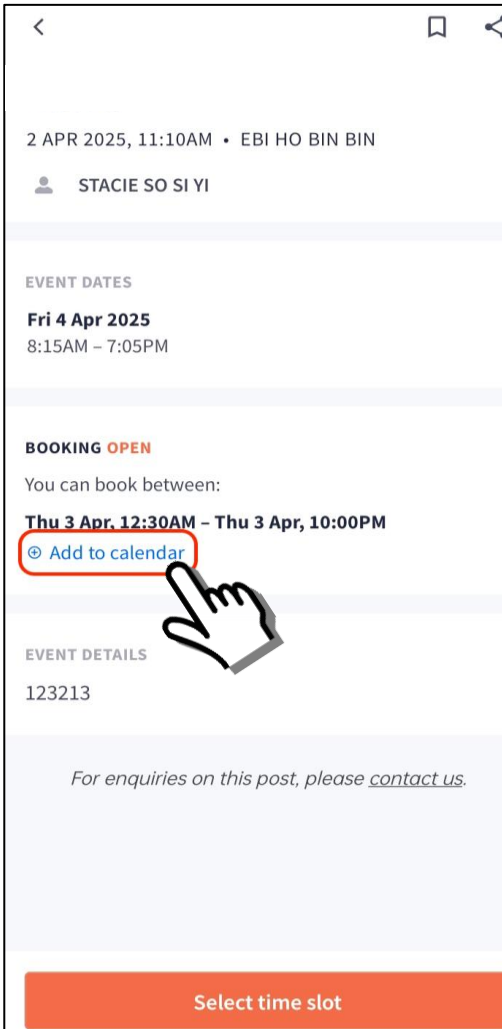 2 APR 2025, 11:10AM • EBI HO BIN BIN
STACIE SO SI YI
EVENT DATES
Fri 4 Apr 2025
8:15AM – 7:05PM
BOOKING OPEN
You can book between:
Thu 3 Apr, 12:30AM – Thu 3 Apr, 10:00PM
Add to calendar
EVENT DETAILS
123213
For enquiries on this post, please contact us.
Select time slot